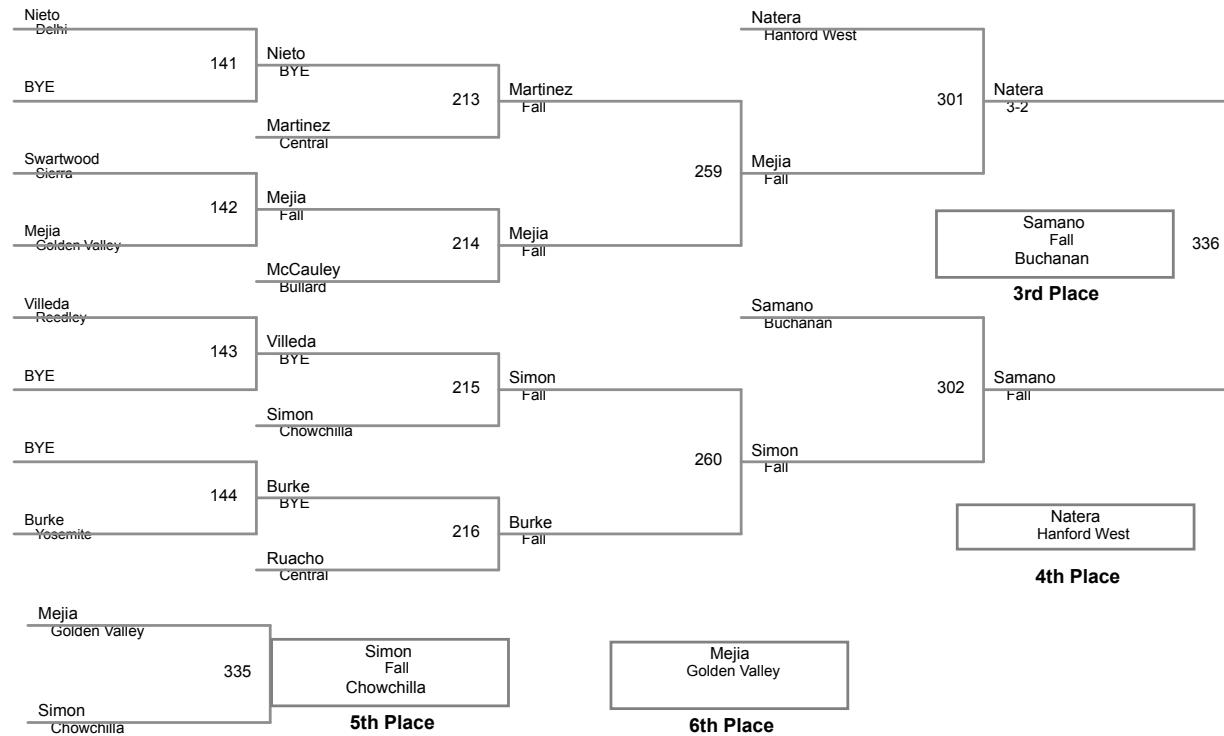 Nieto
Delhi
141
BYE
Nieto
BYE
213
Martinez
Central
Martinez
Fall
Swartwood
Sierra
142
Mejia
Golden Valley
Mejia
Fall
214
McCauley
Bullard
Mejia
Fall
259
Mejia
Fall
Natera
Hanford West
301
Natera
3-2
Villeda
Reedley
143
BYE
Villeda
BYE
215
Simon
Chowchilla
Simon
Fall
BYE
144
Burke
Yosemite
Burke
BYE
216
Ruacho
Central
Burke
Fall
260
Simon
Fall
Samano
Buchanan
302
Samano
Fall
Samano
Fall
Buchanan
336
3rd Place
Natera
Hanford West
4th Place
Mejia
Golden Valley
335
Simon
Chowchilla
Simon
Fall
Chowchilla
5th Place
Mejia
Golden Valley
6th Place